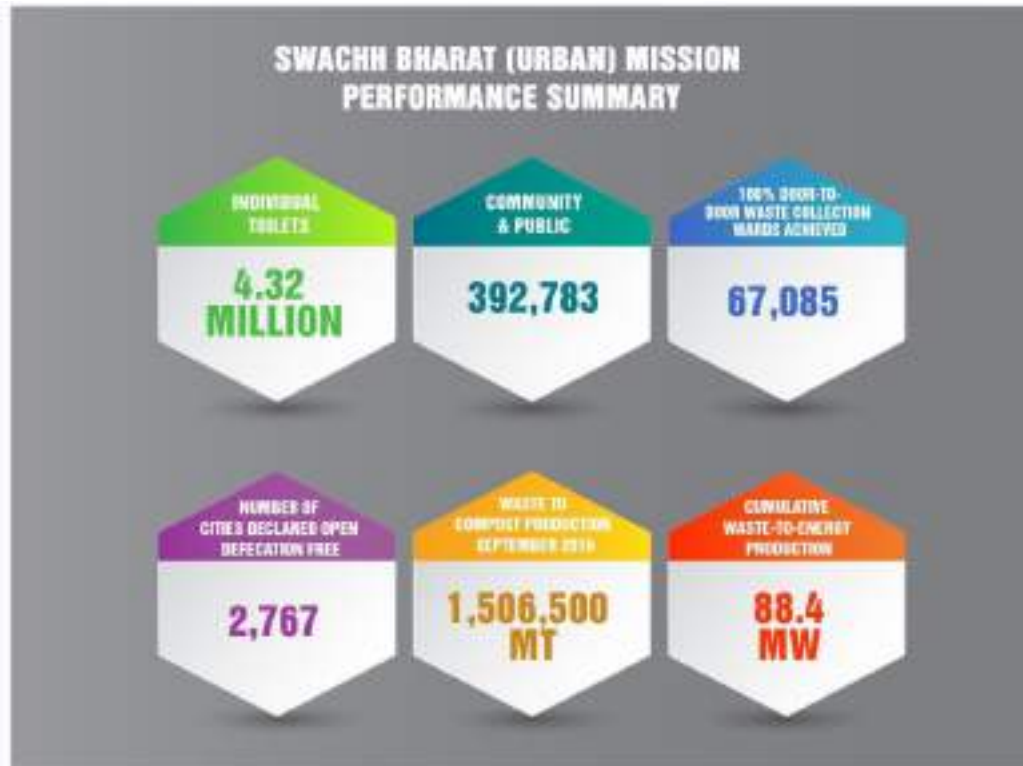 SWACHH BHARAT (URBAN) MISSION
PERFORMANCE SUMMARY
INDIVIDUAL
TOILETS
4.32
MILLION
COMMUNITY
& PUBLIC
392,783
100% DOOR-TO-
DOOR WASTE COLLECTION
WARDS ACHIEVED
67,085
NUMBER OF
CITIES DECLARED OPEN
DEFECATION FREE
2,767
WASTE TO
COMPOST PRODUCTION
SEPTEMBER
1,506,500
MT
CUMULATIVE
WASTE-TO-ENERGY
PRODUCTION
88.4
MW